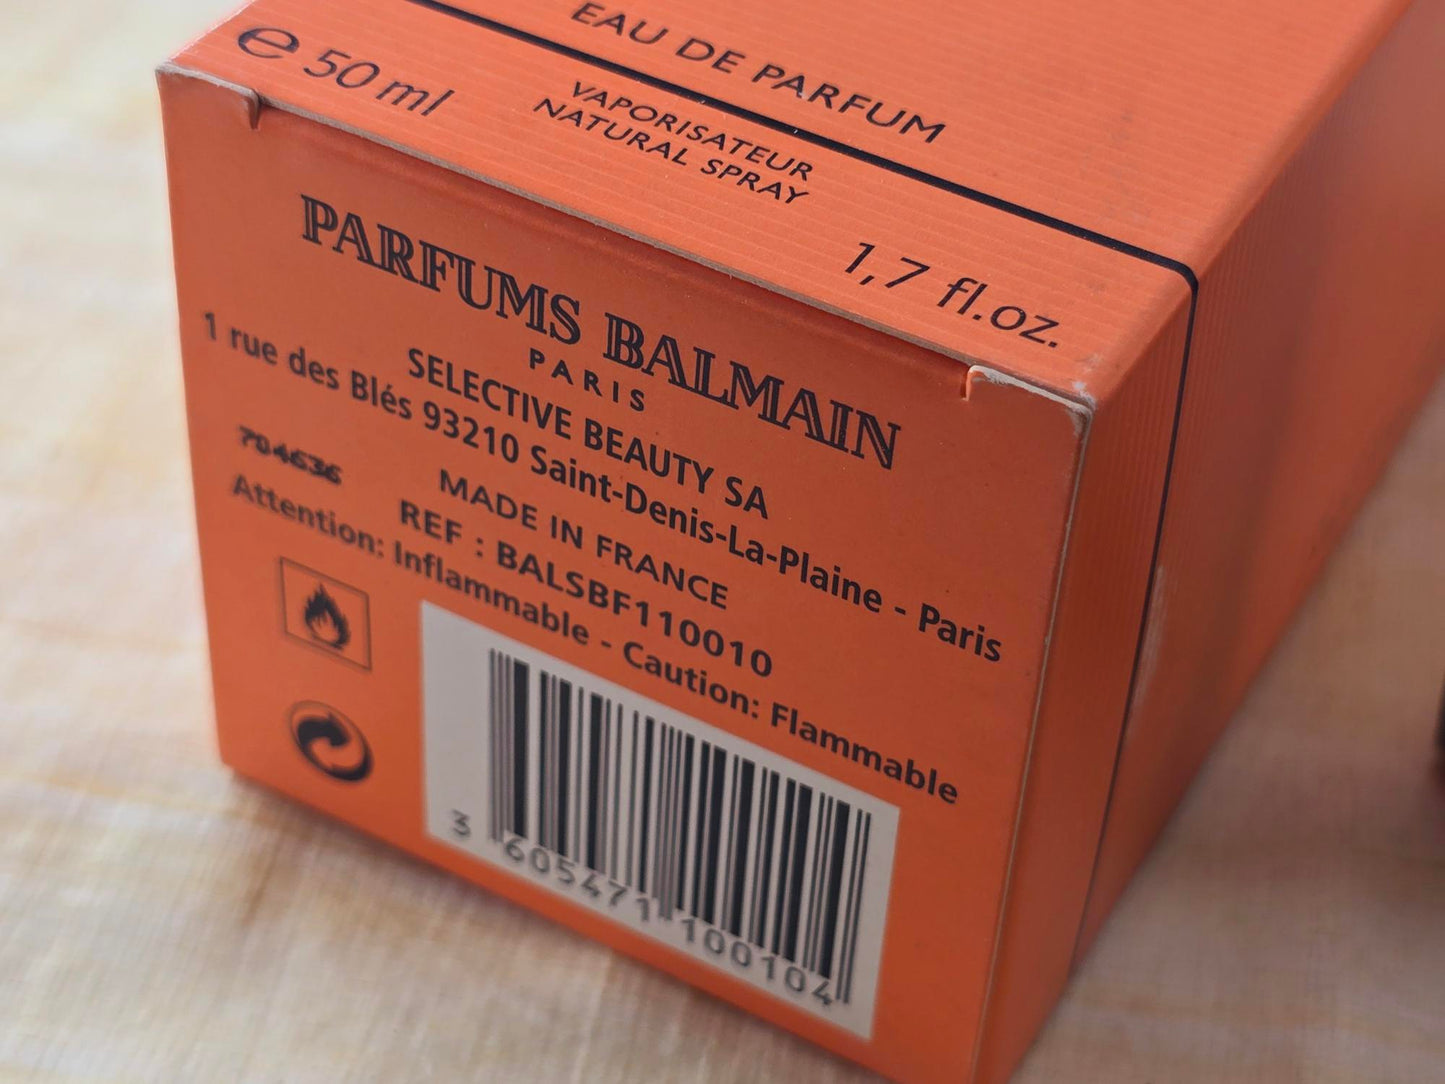 EAU DE PARFUM
e 50 ml
VAPORISATEUR
NATURAL SPRAY
1,7 fl.oz.
PARFUMS BALMAIN
PARIS
SELECTIVE BEAUTY SA
1 rue des Blés 93210 Saint-Denis-La-Plaine - Paris
MADE IN FRANCE
704636
REF : BALSBF110010
Attention: Inflammable - Caution: Flammable
3 605471 100104